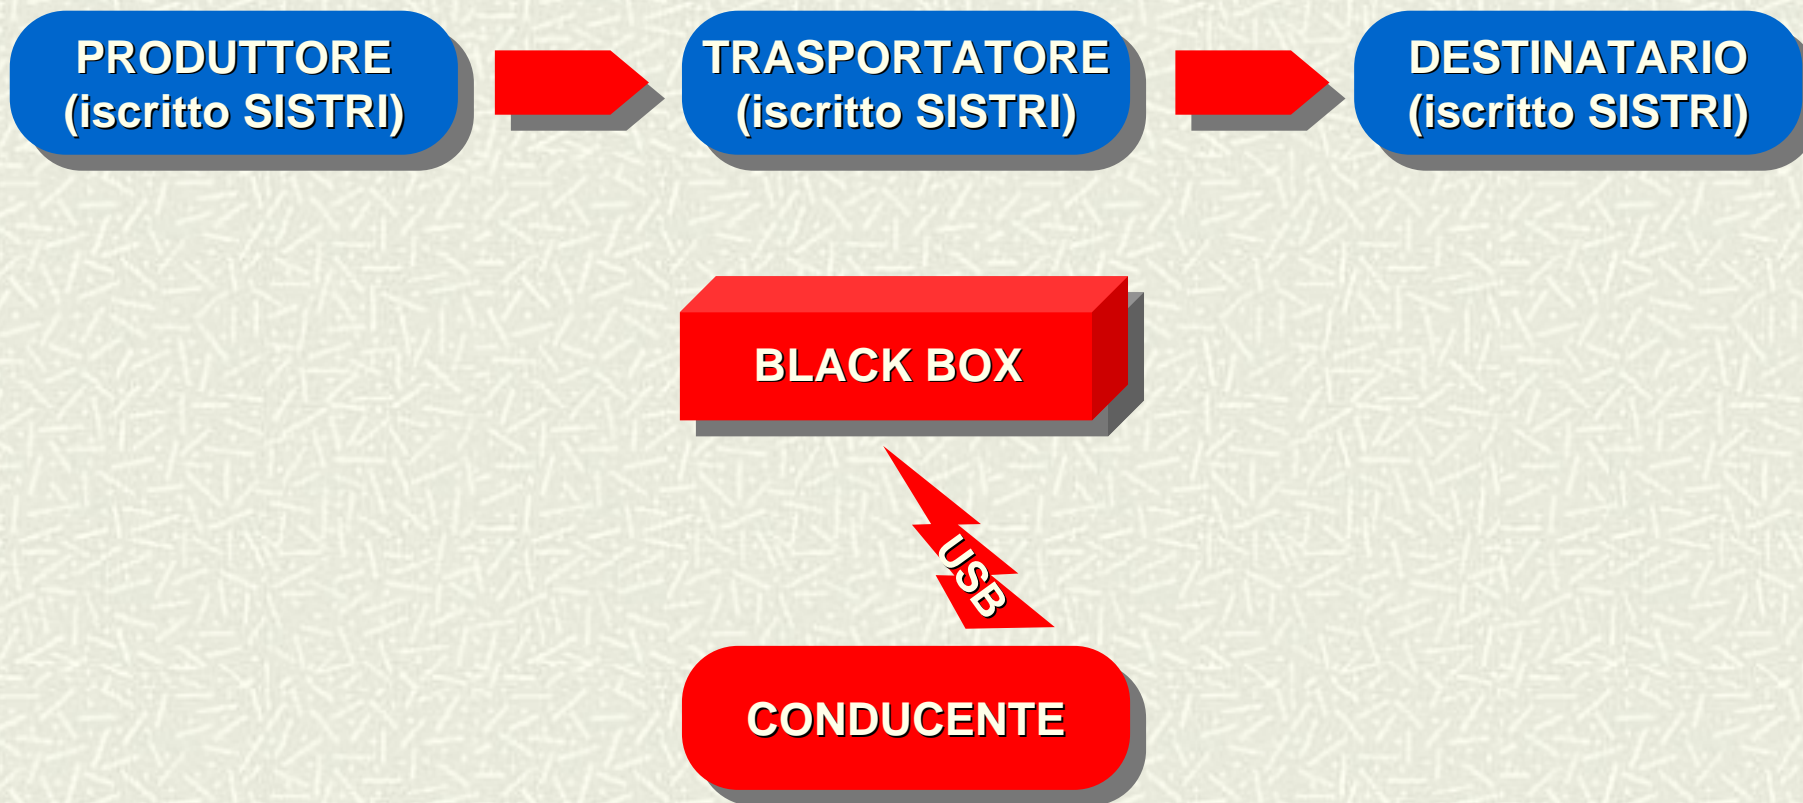 PRODUTTORE
(iscritto SISTRI)
TRASPORTATORE
(iscritto SISTRI)
DESTINATARIO
(iscritto SISTRI)
BLACK BOX
USB
CONDUCENTE